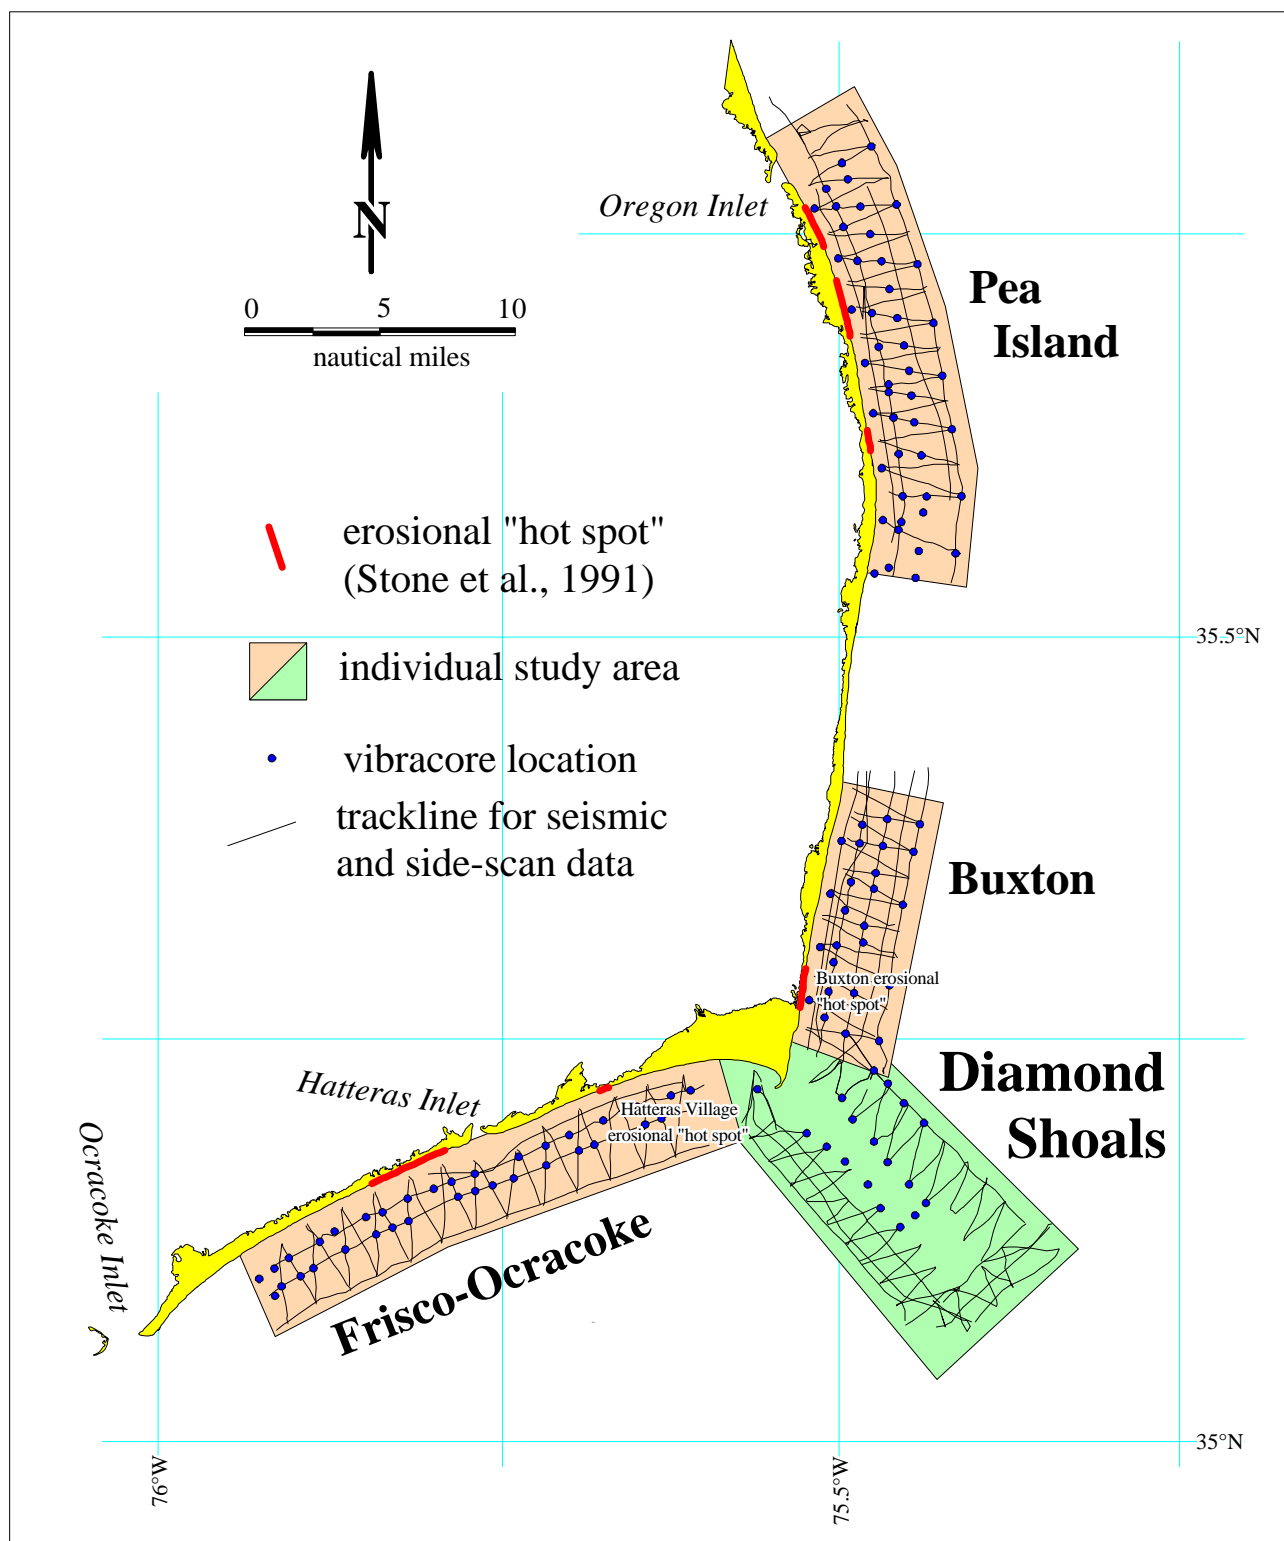 N
0 5 10
nautical miles
Oregon Inlet
Pea
Island
erosional "hot spot"
(Stone et al., 1991)
individual study area
vibracore location
trackline for seismic
and side-scan data
35.5°N
Buxton
Buxton erosional
"hot spot"
Diamond
Shoals
Hatteras Inlet
Hatteras Village
erosional "hot spot"
Ocracoke Inlet
Frisco-Ocracoke
35°N
76°W
75.5°W